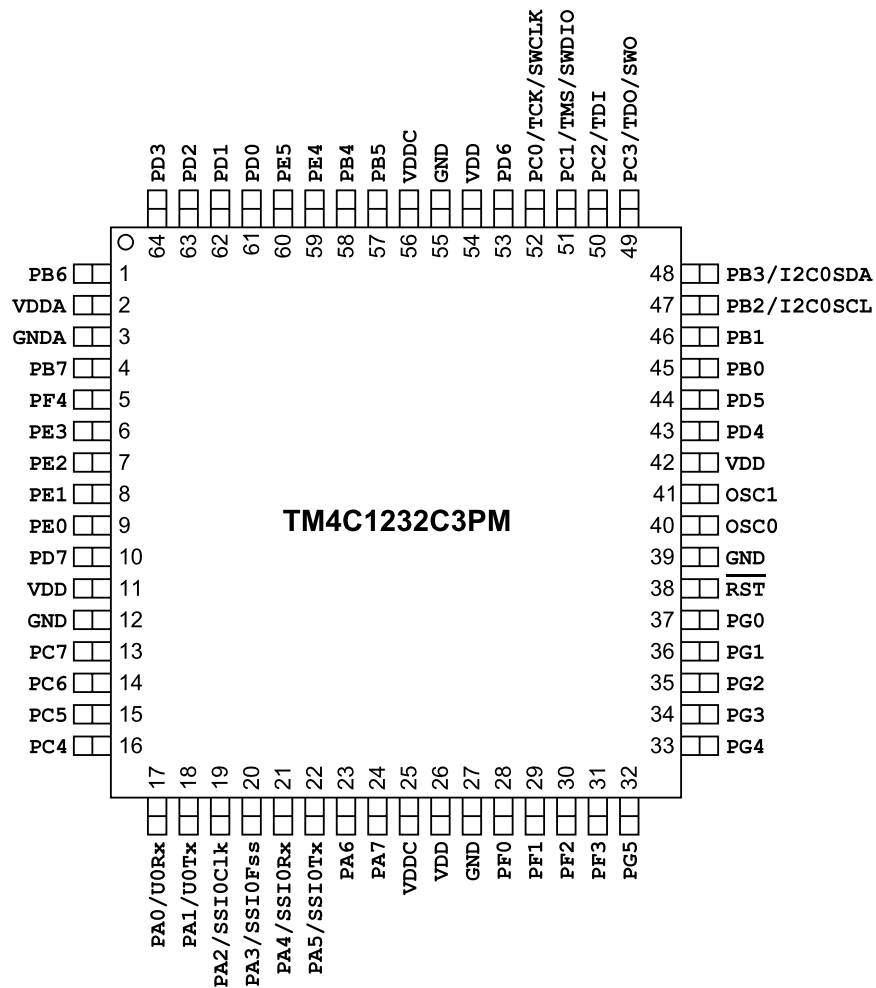 PC0/TCK/SWCLK
PC1/TMS/SWDIO
PC2/TDI
PC3/TDO/SWO
PD3
PD2
PD1
PD0
PE5
PE4
PB4
PB5
VDDC
GND
VDD
PD6
64
63
62
61
60
59
58
57
56
55
54
53
52
51
50
49
PB6 1
VDDA 2
GNDA 3
PB7 4
PF4 5
PE3 6
PE2 7
PE1 8
PE0 9
PD7 10
VDD 11
GND 12
PC7 13
PC6 14
PC5 15
PC4 16
TM4C1232C3PM
48 PB3/I2C0SDA
47 PB2/I2C0SCL
46 PB1
45 PB0
44 PD5
43 PD4
42 VDD
41 OSC1
40 OSC0
39 GND
38 RST
37 PG0
36 PG1
35 PG2
34 PG3
33 PG4
17
18
19
20
21
22
23
24
25
26
27
28
29
30
31
32
PA0/U0Rx
PA1/U0Tx
PA2/SSI0Clk
PA3/SSI0Fss
PA4/SSI0Rx
PA5/SSI0Tx
PA6
PA7
VDDC
VDD
GND
PF0
PF1
PF2
PF3
PG5